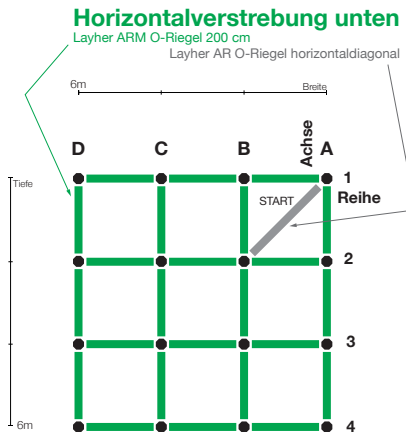 Horizontalverstrebung unten
Layher ARM O-Riegel 200 cm
Layher AR O-Riegel horizontaldiagonal
6m
Breite
D
C
B
Achse
A
1
Tiefe
START
Reihe
2
3
4
6m